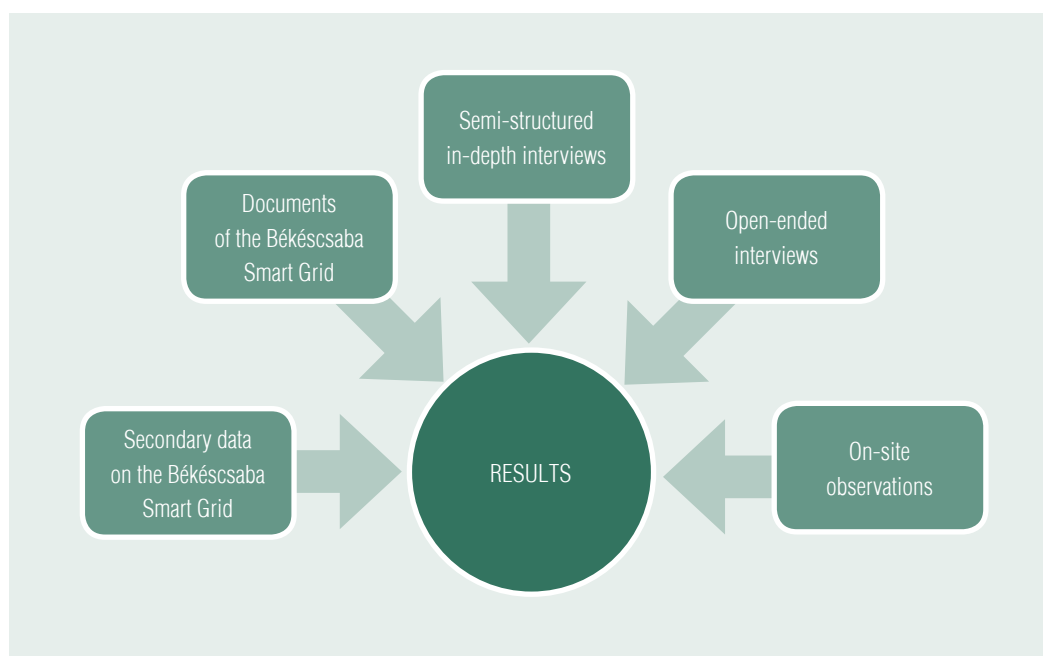 Semi-structured
in-depth interviews
Documents
of the Békéscsaba
Smart Grid
Open-ended
interviews
Secondary data
on the Békéscsaba
Smart Grid
RESULTS
On-site
observations